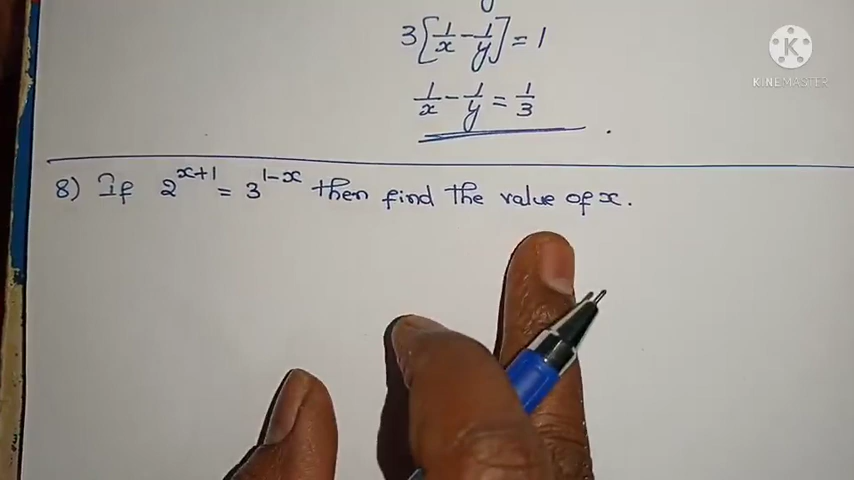 3[1/x - 1/y] = 1
K
KINEMASTER
1/x - 1/y = 1/3
8) If 2^(x+1) = 3^(1-x) then find the value of x.